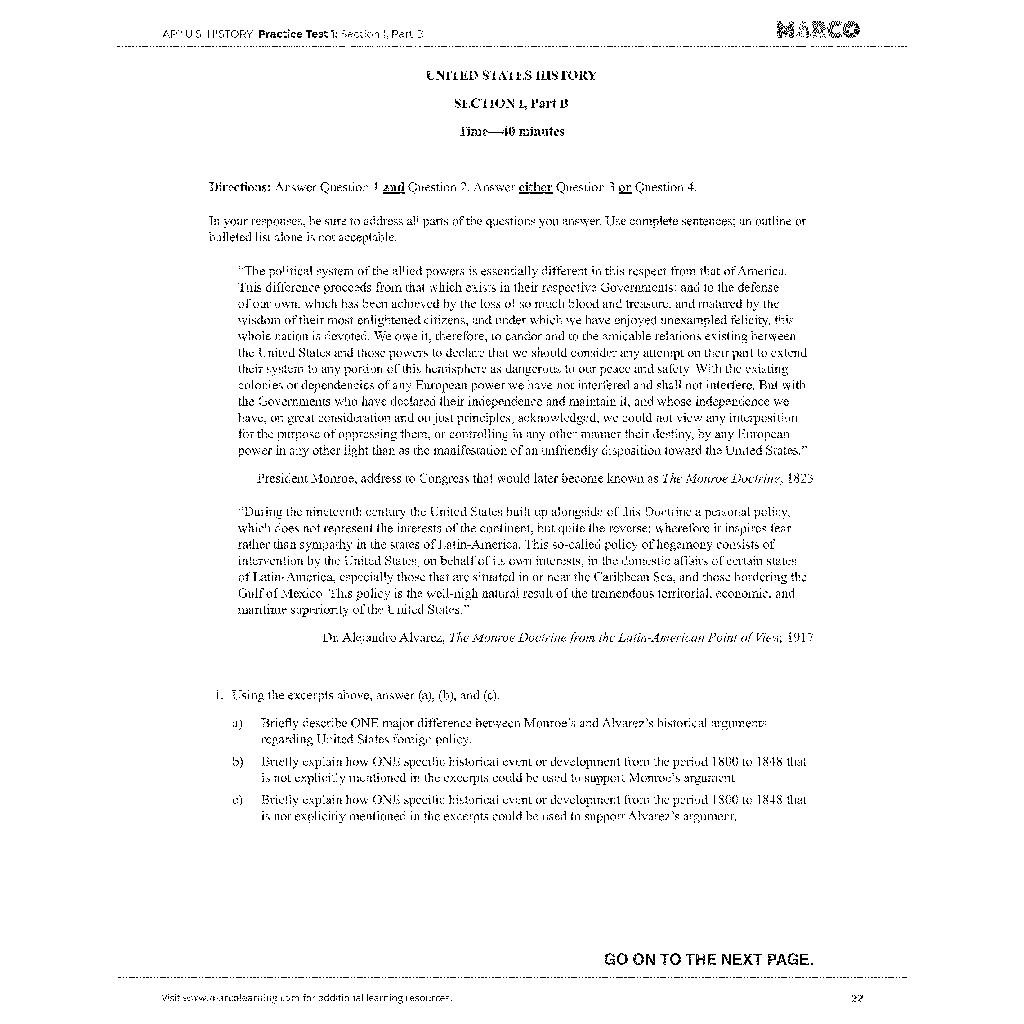 AP® U.S. HISTORY Practice Test 1: Section I, Part B
MARCO
UNITED STATES HISTORY
SECTION I, Part B
Time—40 minutes
Directions: Answer Question 1 and Question 2. Answer either Question 3 or Question 4.
In your responses, be sure to address all parts of the questions you answer. Use complete sentences; an outline or
bulleted list alone is not acceptable.
“The political system of the allied powers is essentially different in this respect from that of America.
This difference proceeds from that which exists in their respective Governments; and to the defense
of our own, which has been achieved by the loss of so much blood and treasure, and matured by the
wisdom of their most enlightened citizens, and under which we have enjoyed unexampled felicity, this
whole nation is devoted. We owe it, therefore, to candor and to the amicable relations existing between
the United States and those powers to declare that we should consider any attempt on their part to extend
their system to any portion of this hemisphere as dangerous to our peace and safety. With the existing
colonies or dependencies of any European power we have not interfered and shall not interfere. But with
the Governments who have declared their independence and maintain it, and whose independence we
have, on great consideration and on just principles, acknowledged, we could not view any interposition
for the purpose of oppressing them, or controlling in any other manner their destiny, by any European
power in any other light than as the manifestation of an unfriendly disposition toward the United States.”
President Monroe, address to Congress that would later become known as The Monroe Doctrine, 1823
“During the nineteenth century the United States built up alongside of this Doctrine a personal policy,
which does not represent the interests of the continent, but quite the reverse; wherefore it inspires fear
rather than sympathy in the states of Latin-America. This so-called policy of hegemony consists of
intervention by the United States, on behalf of its own interests, in the domestic affairs of certain states
of Latin-America, especially those that are situated in or near the Caribbean Sea, and those bordering the
Gulf of Mexico. This policy is the well-nigh natural result of the tremendous territorial, economic, and
maritime superiority of the United States.”
Dr. Alejandro Alvarez, The Monroe Doctrine from the Latin-American Point of View, 1917
1. Using the excerpts above, answer (a), (b), and (c).
a) Briefly describe ONE major difference between Monroe’s and Alvarez’s historical arguments
regarding United States foreign policy.
b) Briefly explain how ONE specific historical event or development from the period 1800 to 1848 that
is not explicitly mentioned in the excerpts could be used to support Monroe’s argument.
c) Briefly explain how ONE specific historical event or development from the period 1800 to 1848 that
is not explicitly mentioned in the excerpts could be used to support Alvarez’s argument.
GO ON TO THE NEXT PAGE.
Visit www.marcolearning.com for additional learning resources.
22